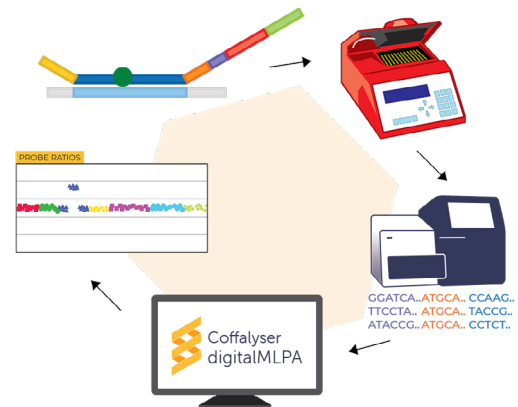 PROBE RATIOS
GGATCA.. ATGCA.. CCAAG..
TTCCTA.. ATGCA.. TACCG..
ATACCG.. ATGCA.. CCTCT..
Coffalyser
digitalMLPA